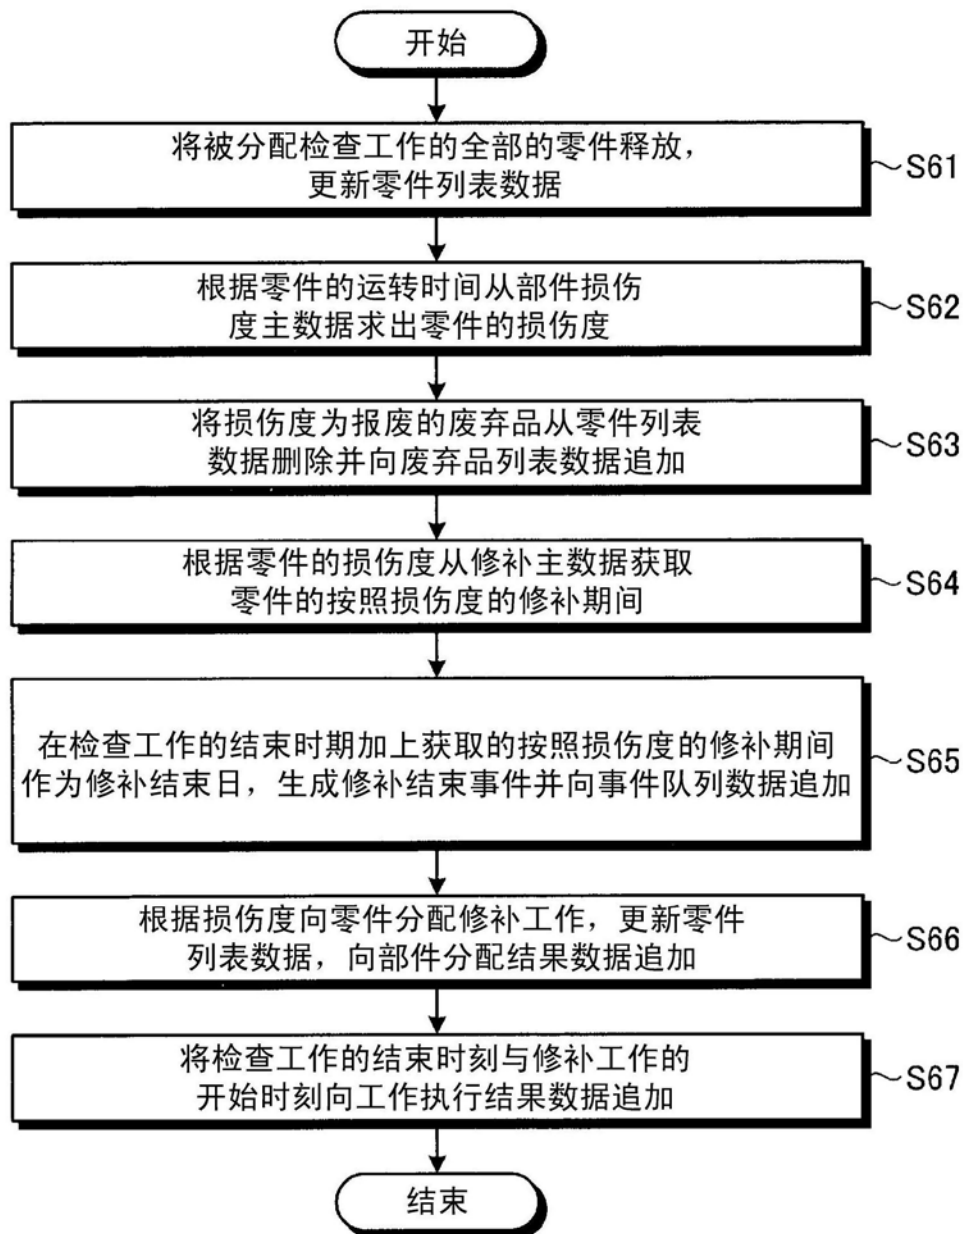 开始
将被分配检查工作的全部的零件释放，
更新零件列表数据
S61
根据零件的运转时间从部件损伤
度主数据求出零件的损伤度
S62
将损伤度为报废的废弃品从零件列表
数据删除并向废弃品列表数据追加
S63
根据零件的损伤度从修补主数据获取
零件的按照损伤度的修补期间
S64
在检查工作的结束时期加上获取的按照损伤度的修补期间
作为修补结束日，生成修补结束事件并向事件队列数据追加
S65
根据损伤度向零件分配修补工作，更新零件
列表数据，向部件分配结果数据追加
S66
将检查工作的结束时刻与修补工作的
开始时刻向工作执行结果数据追加
S67
结束